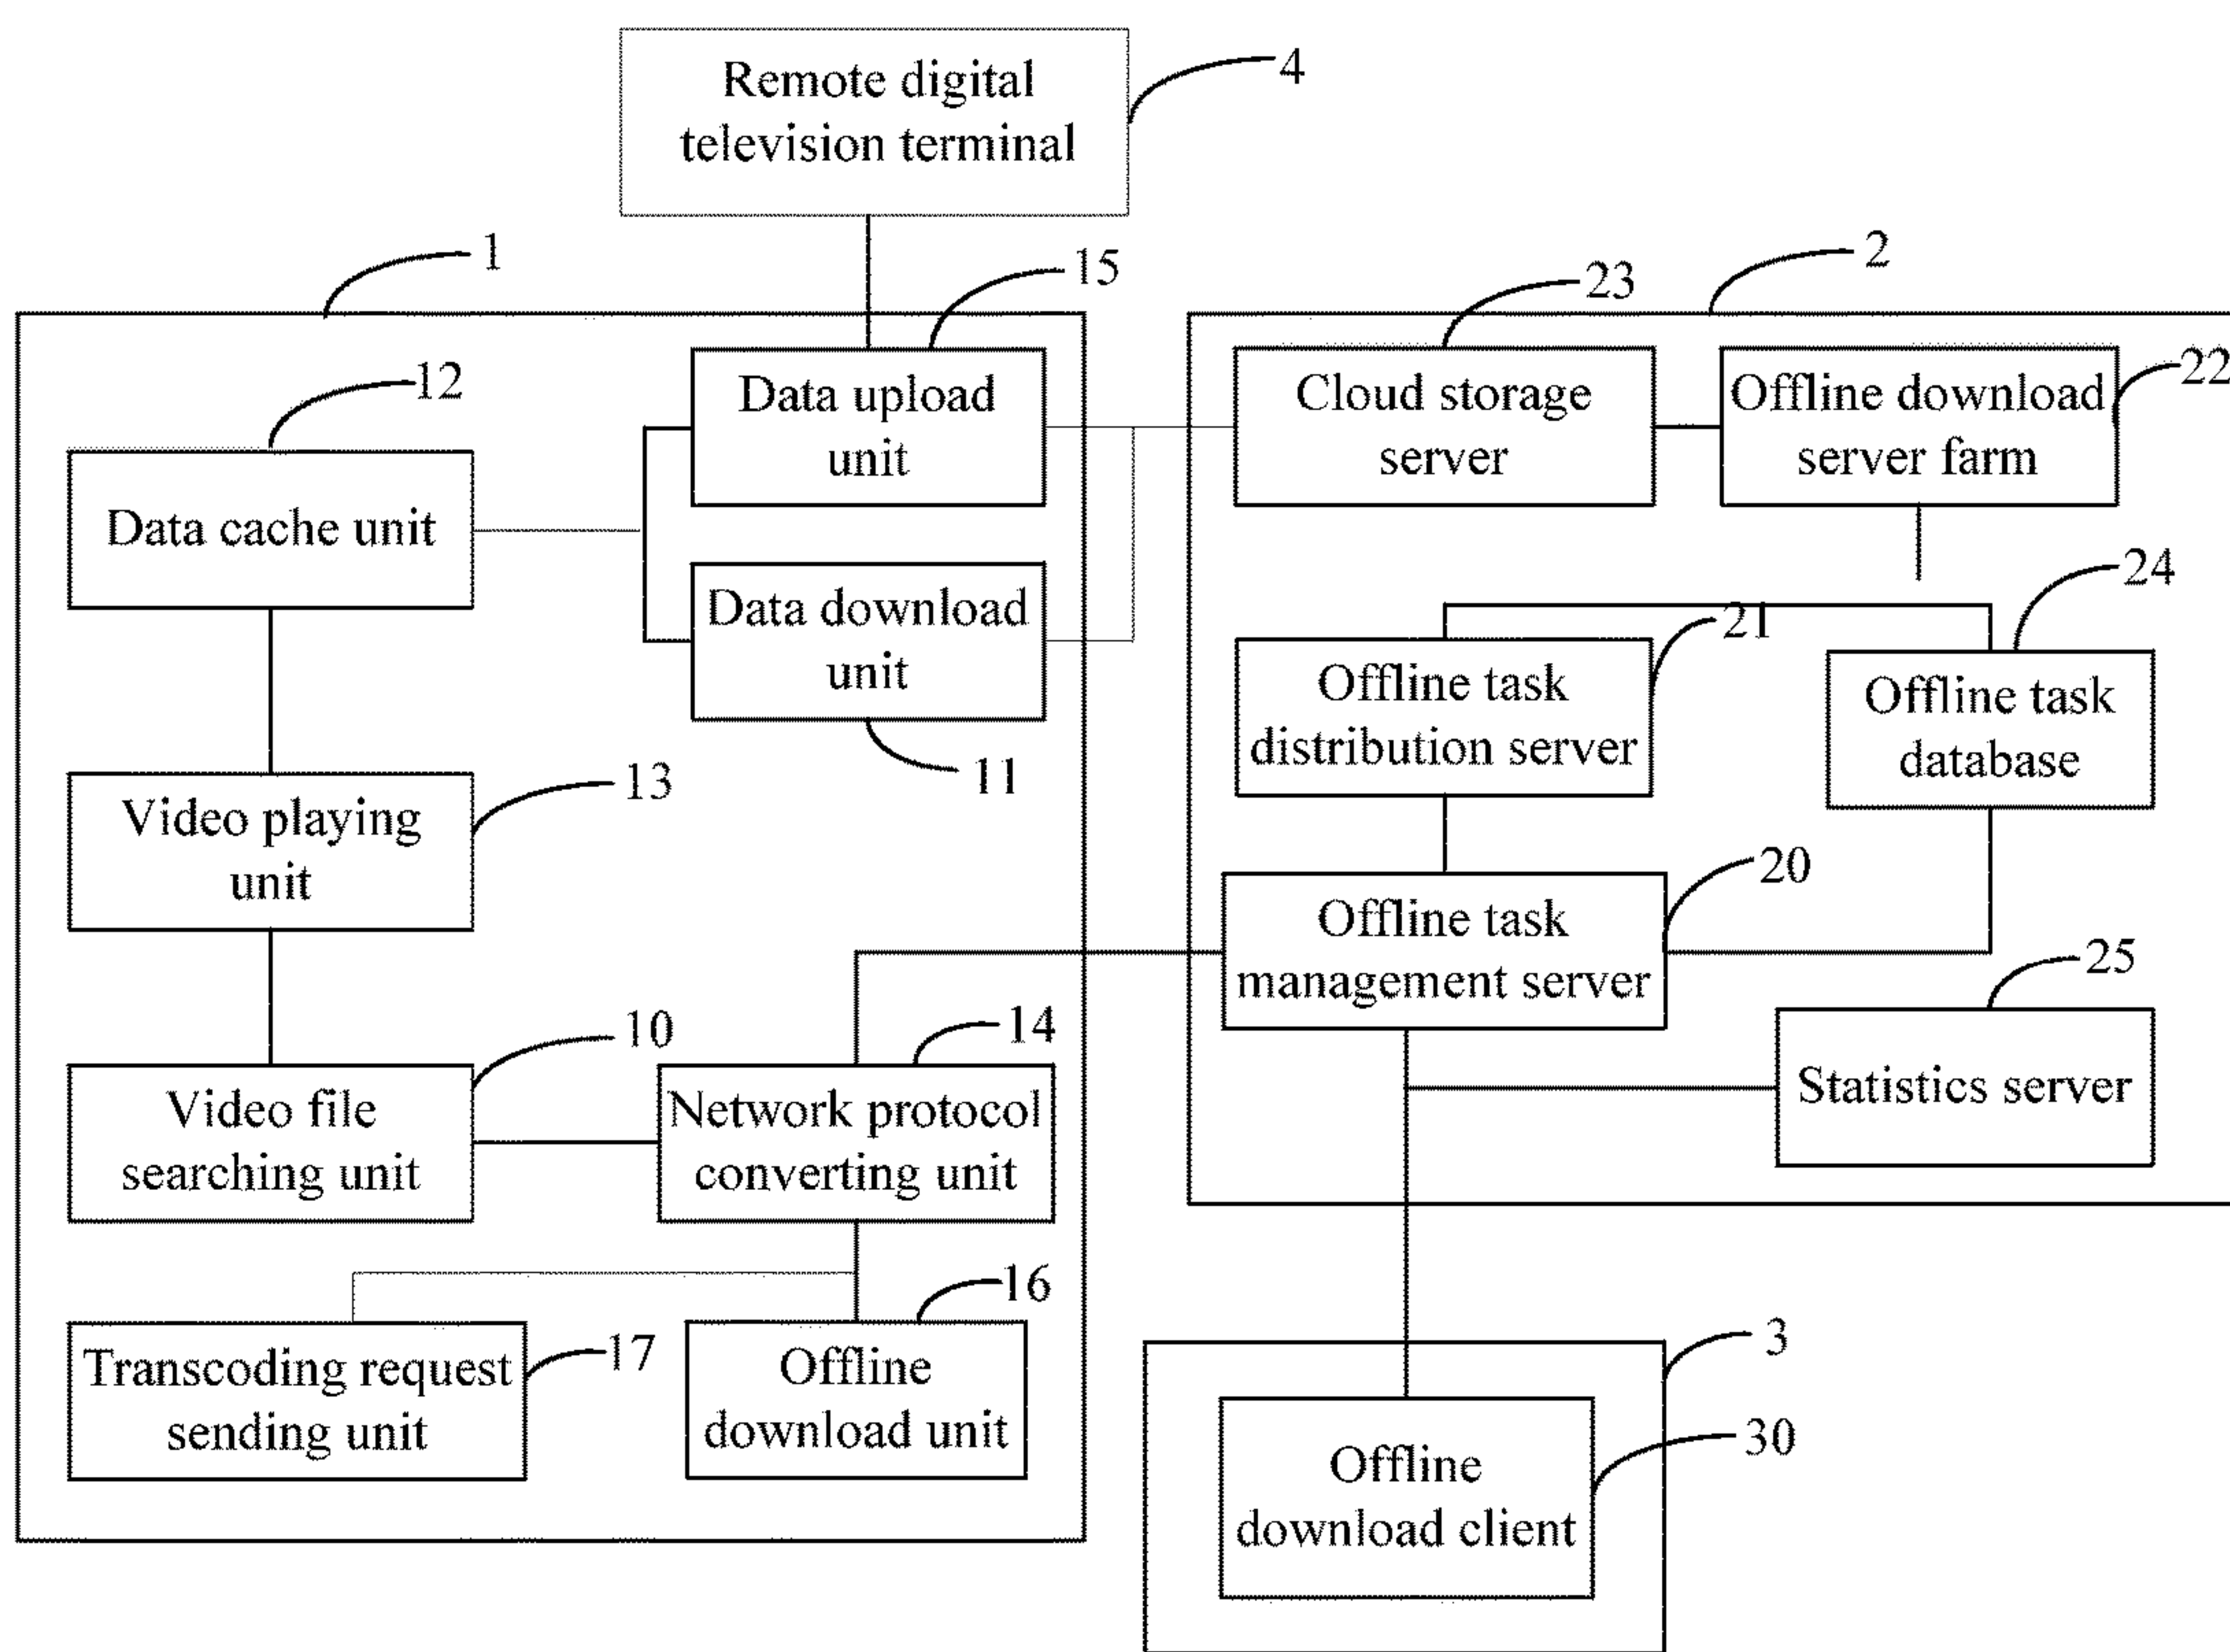 Remote digital
television terminal
4
1
15
23
2
12
Data upload
unit
Cloud storage
server
Offline download
server farm
22
Data cache unit
Data download
unit
11
24
21
Offline task
distribution server
Offline task
database
Video playing
unit
13
20
Offline task
management server
25
10
14
Video file
searching unit
Network protocol
converting unit
Statistics server
16
Transcoding request
sending unit
17
Offline
download unit
3
Offline
download client
30